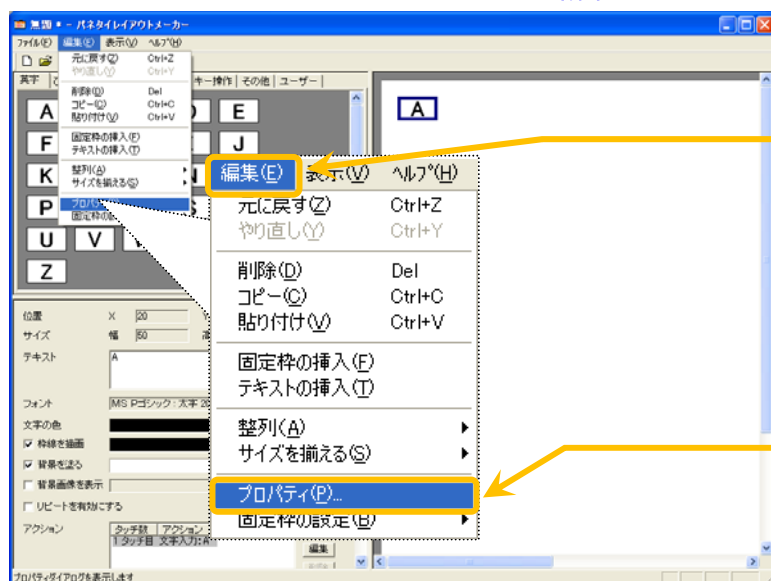 無題 * - パネタイレイアウトメーカー
ファイル(F) 編集(E) 表示(V) ヘルプ(H)
元に戻す(Z) Ctrl+Z
やり直し(Y) Ctrl+Y
削除(D) Del
コピー(C) Ctrl+C
貼り付け(V) Ctrl+V
固定枠の挿入(F)
テキストの挿入(T)
整列(A)
サイズを揃える(S)
英字
キー操作 その他 ユーザー
A E
F J
K N
P S
U V
Z
A
編集(E) 表示(V) ヘルプ(H)
元に戻す(Z) Ctrl+Z
やり直し(Y) Ctrl+Y
削除(D) Del
コピー(C) Ctrl+C
貼り付け(V) Ctrl+V
固定枠の挿入(F)
テキストの挿入(T)
整列(A)
サイズを揃える(S)
プロパティ(P)...
固定枠の設定(B)
位置 X 20
サイズ 幅 50
テキスト A
フォント MS Pゴシック・太字 20
文字の色
枠線を描画
背景を塗る
背景画像を表示
リピートを有効にする
アクション タッチ数 アクション
1タッチ目 文字入力:A
編集
プロパティダイアログを表示します